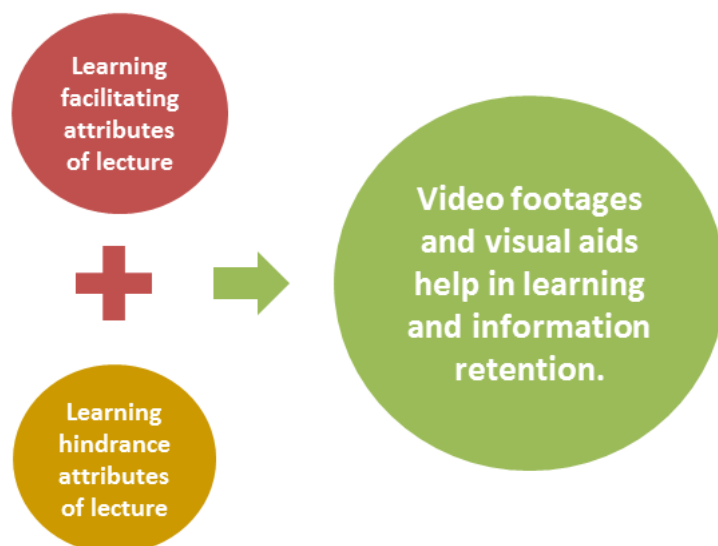 Learning
facilitating
attributes
of lecture
Learning
hindrance
attributes
of lecture
Video footages
and visual aids
help in learning
and information
retention.